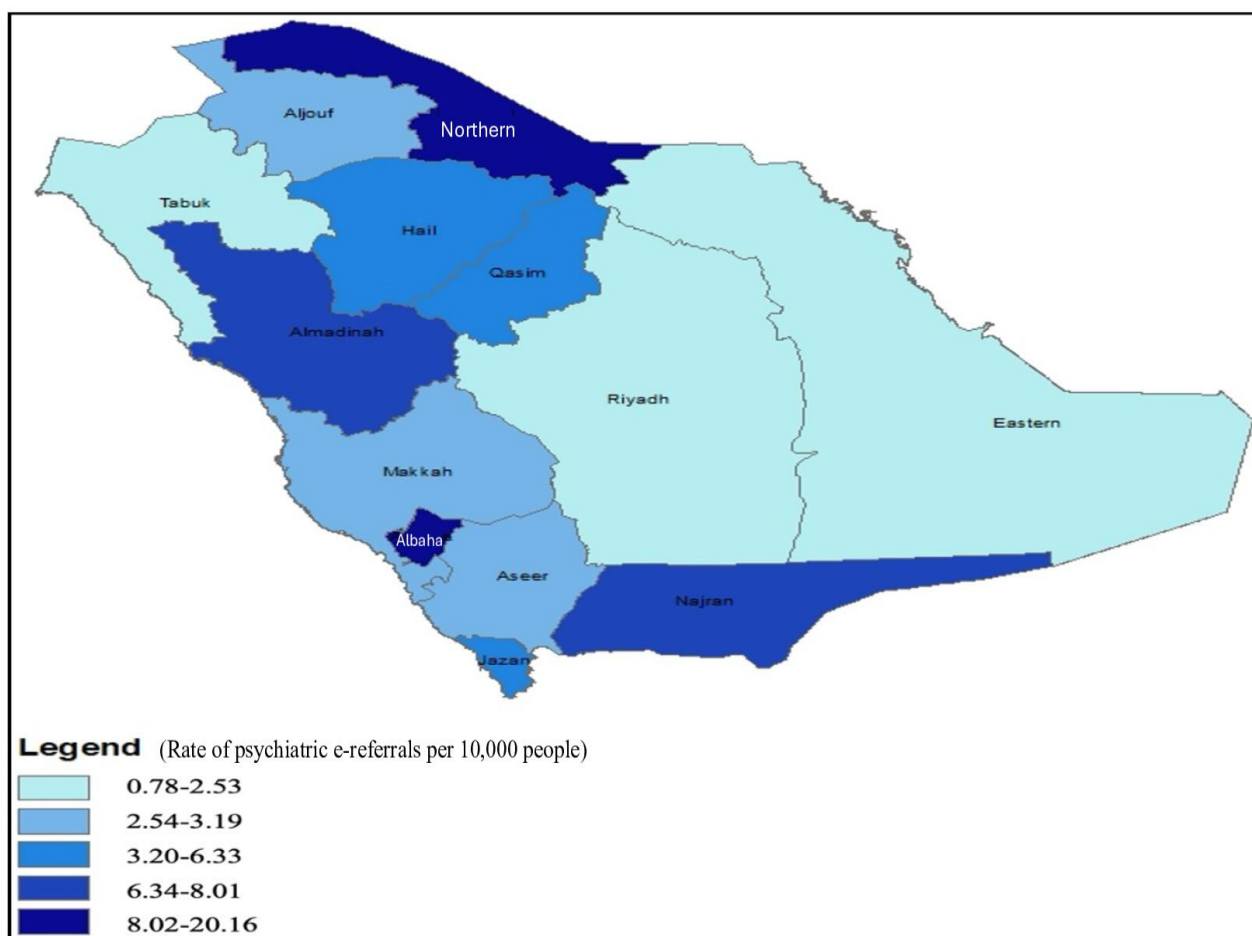 Aljouf
Northern
Tabuk
Hail
Qasim
Almadinah
Riyadh
Eastern
Makkah
Albaha
Aseer
Najran
Jazan
Legend (Rate of psychiatric e-referrals per 10,000 people)
0.78-2.53
2.54-3.19
3.20-6.33
6.34-8.01
8.02-20.16